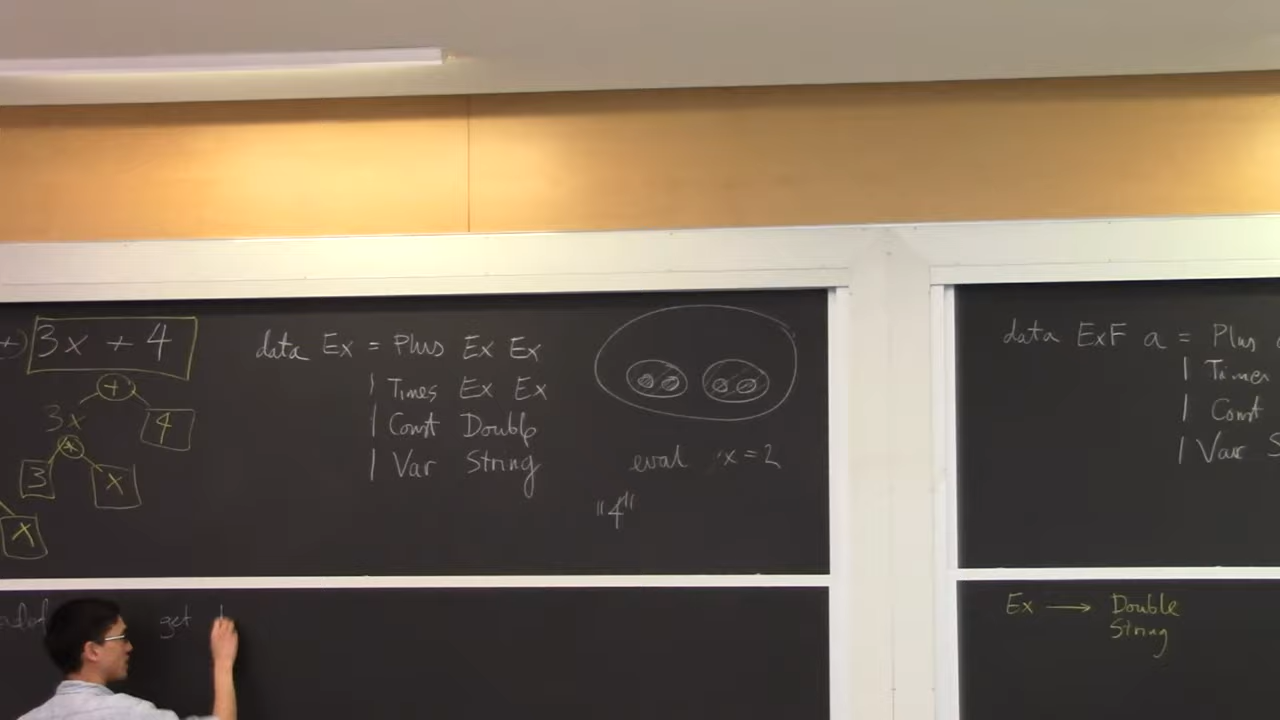 + 3x + 4
+
3x 4
*
3 x
x
data Ex = Plus Ex Ex
| Times Ex Ex
| Const Double
| Var String
eval x=2
"4"
data ExF a = Plus
| Times
| Const
| Var S
get
Ex → Double
String